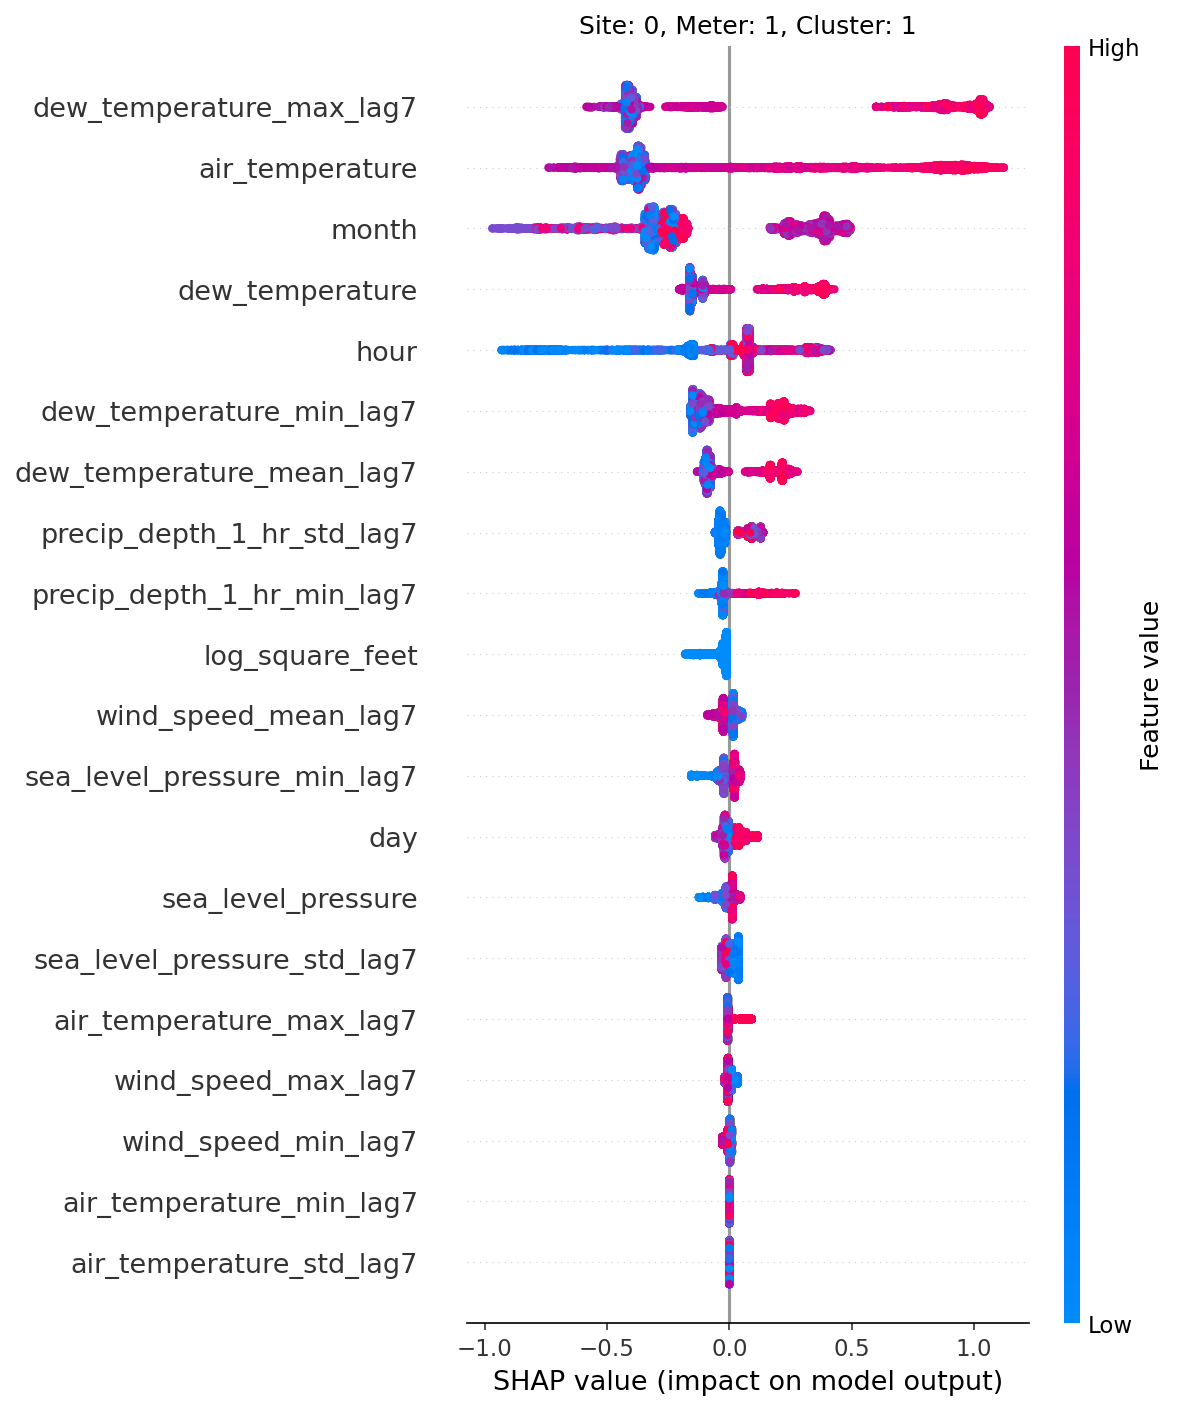 Site: 0, Meter: 1, Cluster: 1
High
dew_temperature_max_lag7
air_temperature
month
dew_temperature
hour
dew_temperature_min_lag7
dew_temperature_mean_lag7
precip_depth_1_hr_std_lag7
precip_depth_1_hr_min_lag7
log_square_feet
wind_speed_mean_lag7
sea_level_pressure_min_lag7
day
sea_level_pressure
sea_level_pressure_std_lag7
air_temperature_max_lag7
wind_speed_max_lag7
wind_speed_min_lag7
air_temperature_min_lag7
air_temperature_std_lag7
Feature value
Low
−1.0 −0.5 0.0 0.5 1.0
SHAP value (impact on model output)